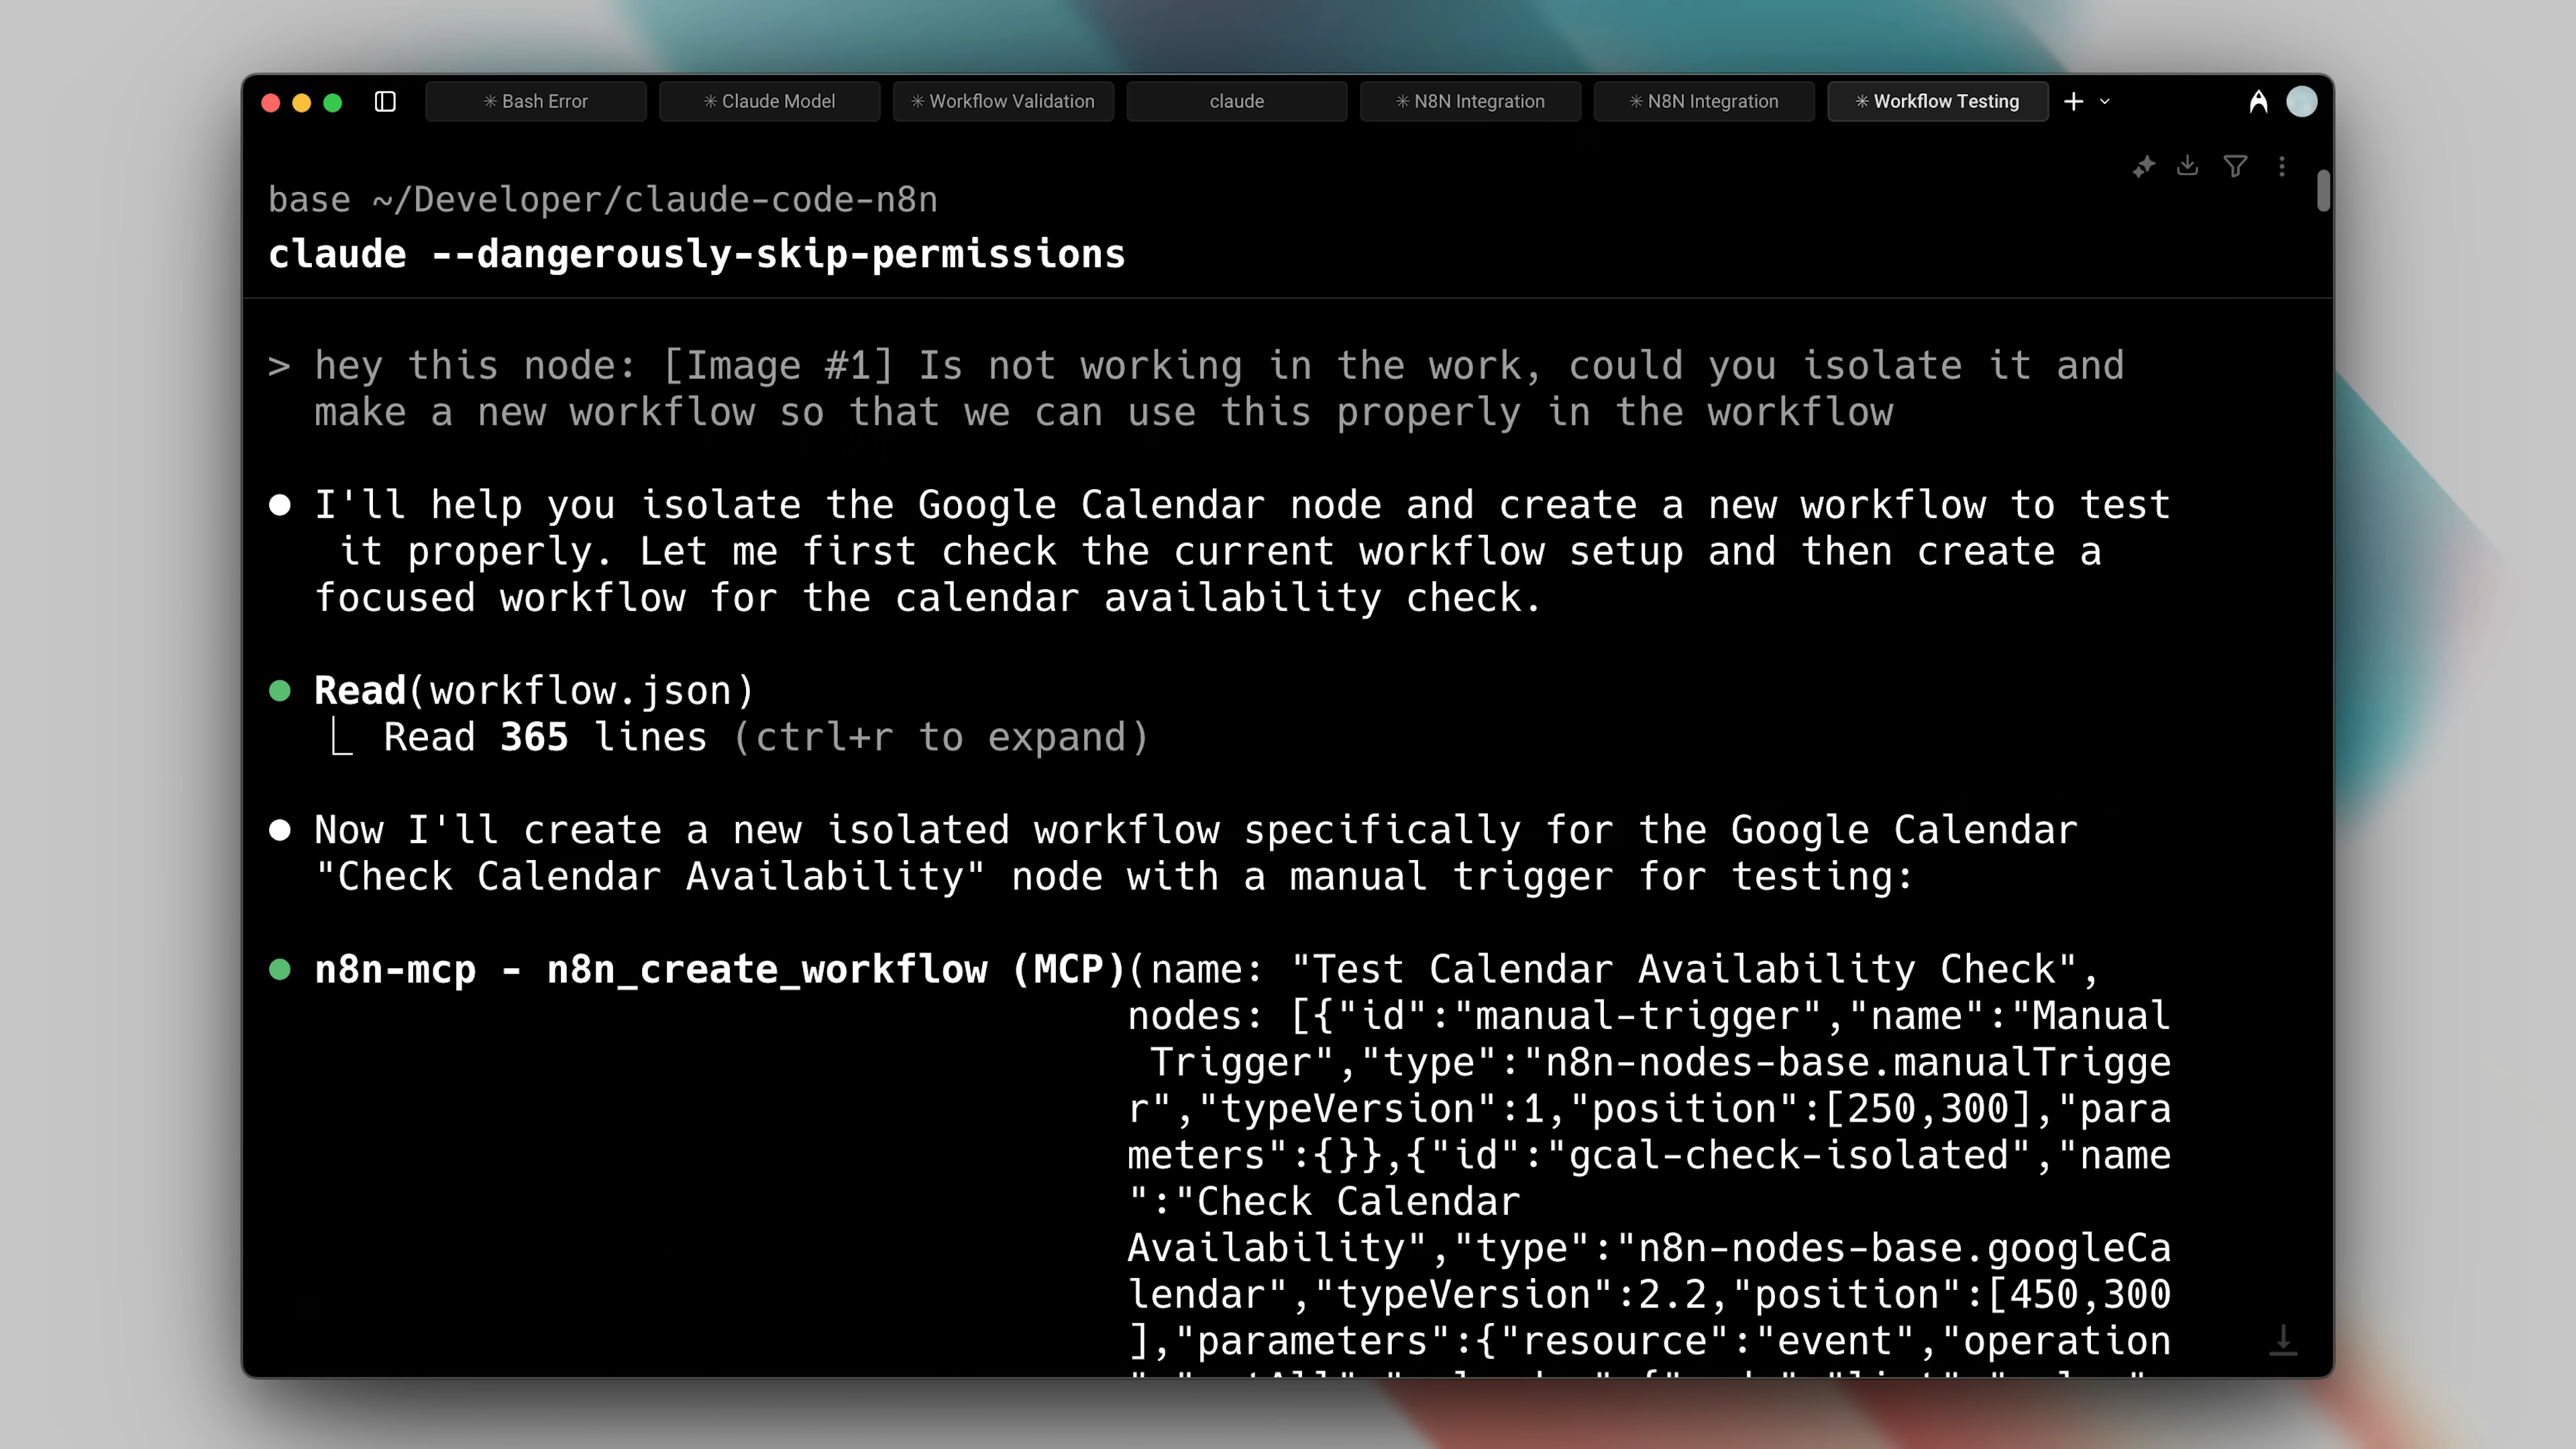 ✳ Bash Error
✳ Claude Model
✳ Workflow Validation
claude
✳ N8N Integration
✳ N8N Integration
✳ Workflow Testing
base ~/Developer/claude-code-n8n
claude --dangerously-skip-permissions
> hey this node: [Image #1] Is not working in the work, could you isolate it and
make a new workflow so that we can use this properly in the workflow
I'll help you isolate the Google Calendar node and create a new workflow to test
it properly. Let me first check the current workflow setup and then create a
focused workflow for the calendar availability check.
Read(workflow.json)
⎿ Read 365 lines (ctrl+r to expand)
Now I'll create a new isolated workflow specifically for the Google Calendar
"Check Calendar Availability" node with a manual trigger for testing:
n8n-mcp - n8n_create_workflow (MCP)(name: "Test Calendar Availability Check",
nodes: [{"id":"manual-trigger","name":"Manual
Trigger","type":"n8n-nodes-base.manualTrigge
r","typeVersion":1,"position":[250,300],"para
meters":{}},{"id":"gcal-check-isolated","name
":"Check Calendar
Availability","type":"n8n-nodes-base.googleCa
lendar","typeVersion":2.2,"position":[450,300
],"parameters":{"resource":"event","operation